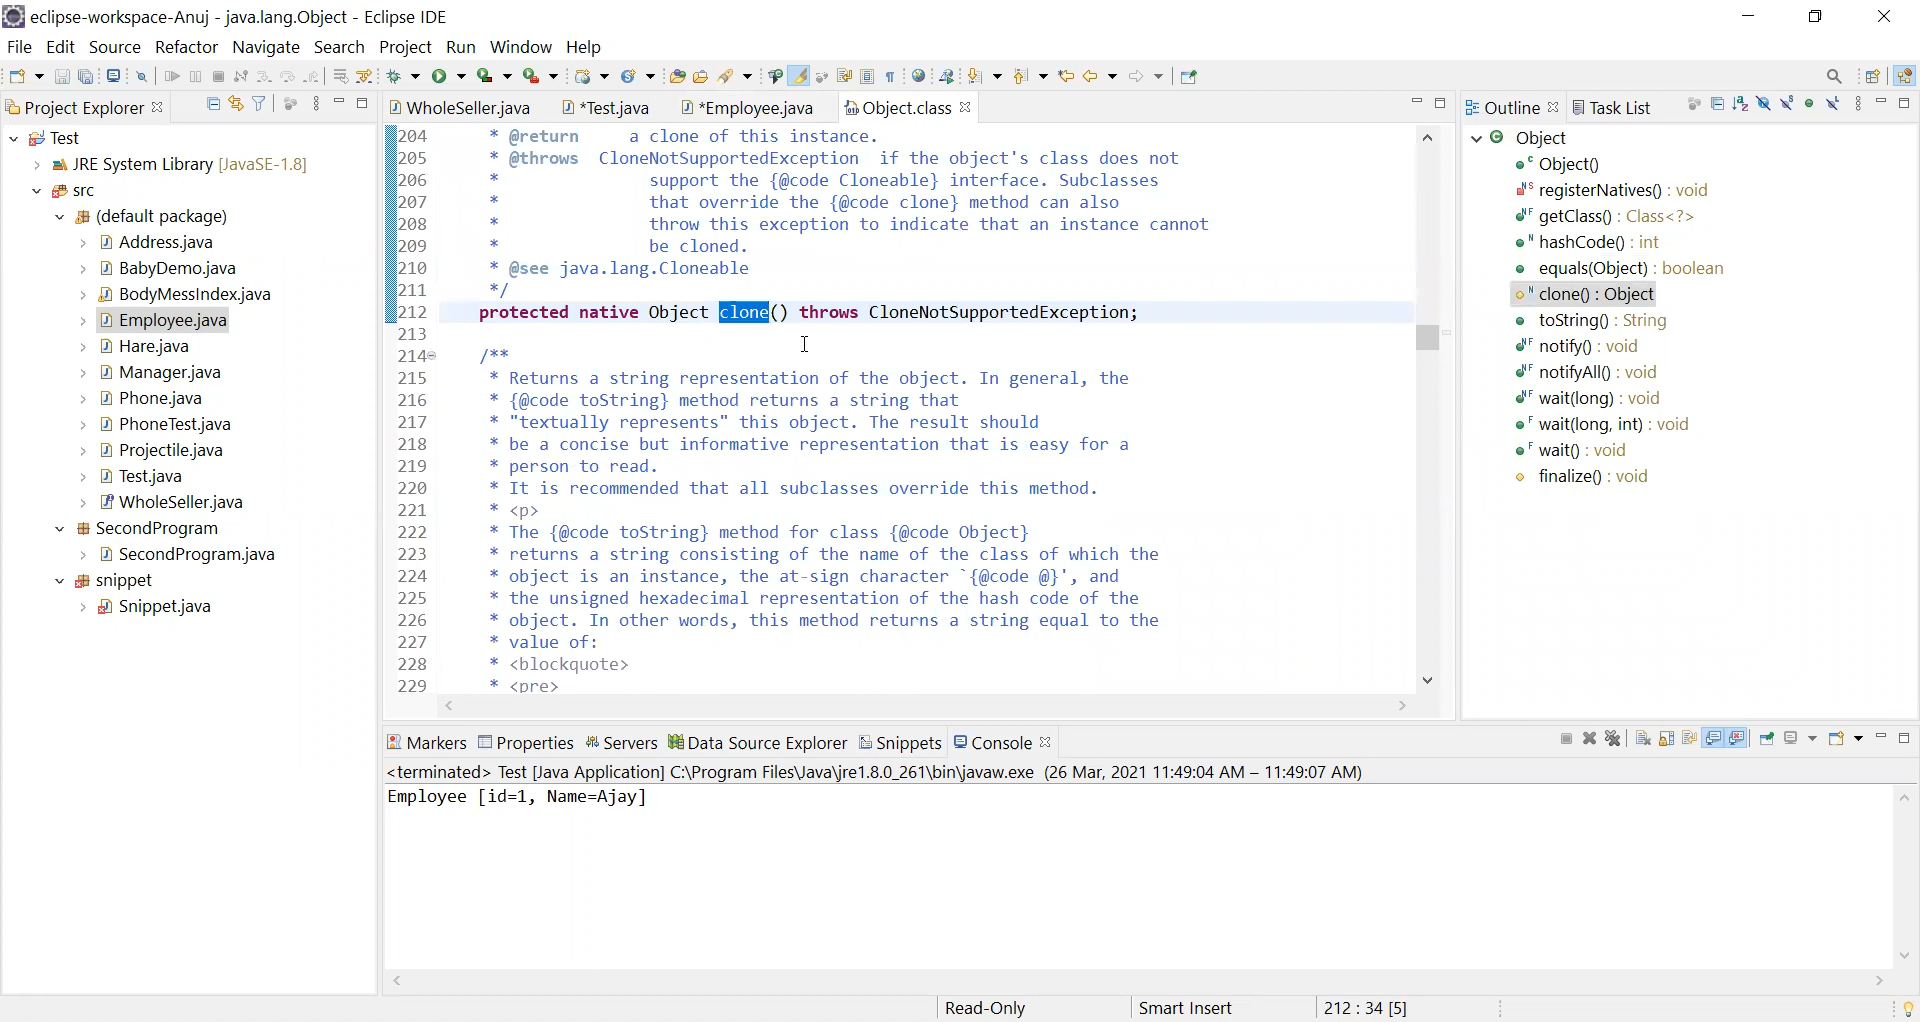 eclipse-workspace-Anuj - java.lang.Object - Eclipse IDE
File Edit Source Refactor Navigate Search Project Run Window Help
Project Explorer
Test
JRE System Library [JavaSE-1.8]
src
(default package)
Address.java
BabyDemo.java
BodyMessIndex.java
Employee.java
Hare.java
Manager.java
Phone.java
PhoneTest.java
Projectile.java
Test.java
WholeSeller.java
SecondProgram
SecondProgram.java
snippet
Snippet.java
WholeSeller.java *Test.java *Employee.java Object.class
204 * @return a clone of this instance.
205 * @throws CloneNotSupportedException if the object's class does not
206 * support the {@code Cloneable} interface. Subclasses
207 * that override the {@code clone} method can also
208 * throw this exception to indicate that an instance cannot
209 * be cloned.
210 * @see java.lang.Cloneable
211 */
212 protected native Object clone() throws CloneNotSupportedException;
213
214 /**
215 * Returns a string representation of the object. In general, the
216 * {@code toString} method returns a string that
217 * "textually represents" this object. The result should
218 * be a concise but informative representation that is easy for a
219 * person to read.
220 * It is recommended that all subclasses override this method.
221 * <p>
222 * The {@code toString} method for class {@code Object}
223 * returns a string consisting of the name of the class of which the
224 * object is an instance, the at-sign character `{@code @}', and
225 * the unsigned hexadecimal representation of the hash code of the
226 * object. In other words, this method returns a string equal to the
227 * value of:
228 * <blockquote>
229 * <pre>
Outline Task List
Object
Object()
registerNatives() : void
getClass() : Class<?>
hashCode() : int
equals(Object) : boolean
clone() : Object
toString() : String
notify() : void
notifyAll() : void
wait(long) : void
wait(long, int) : void
wait() : void
finalize() : void
Markers Properties Servers Data Source Explorer Snippets Console
<terminated> Test [Java Application] C:\Program Files\Java\jre1.8.0_261\bin\javaw.exe (26 Mar, 2021 11:49:04 AM – 11:49:07 AM)
Employee [id=1, Name=Ajay]
Read-Only Smart Insert 212 : 34 [5]